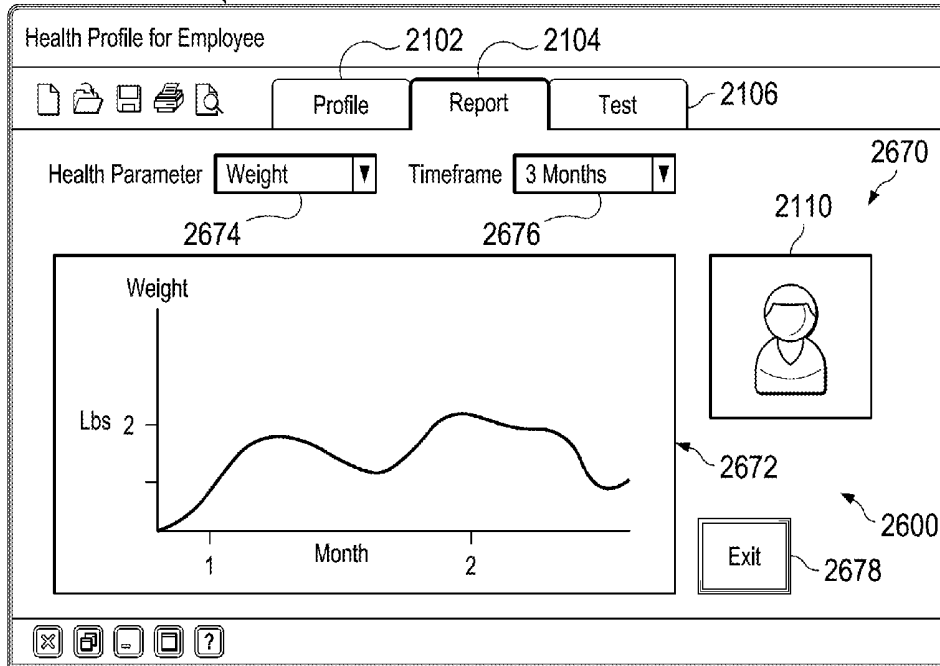 Health Profile for Employee
2102 2104
Profile Report Test 2106
2670
Health Parameter Weight Timeframe 3 Months
2674 2676 2110
Weight
Lbs 2
2672
2600
Month Exit 2678
1 2
?